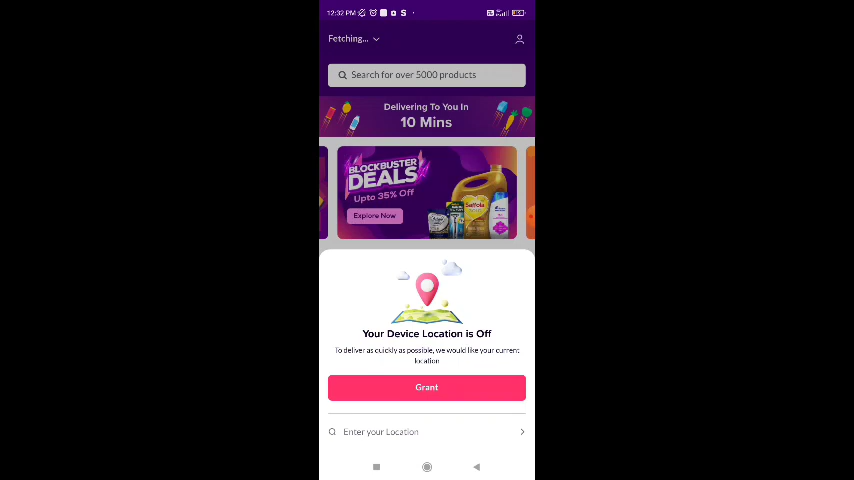 12:32 PM
Fetching...
Search for over 5000 products
Delivering To You In
10 Mins
BLOCKBUSTER
DEALS
Upto 35% Off
Explore Now
Saffola
Your Device Location is Off
To deliver as quickly as possible, we would like your current
location
Grant
Enter your Location